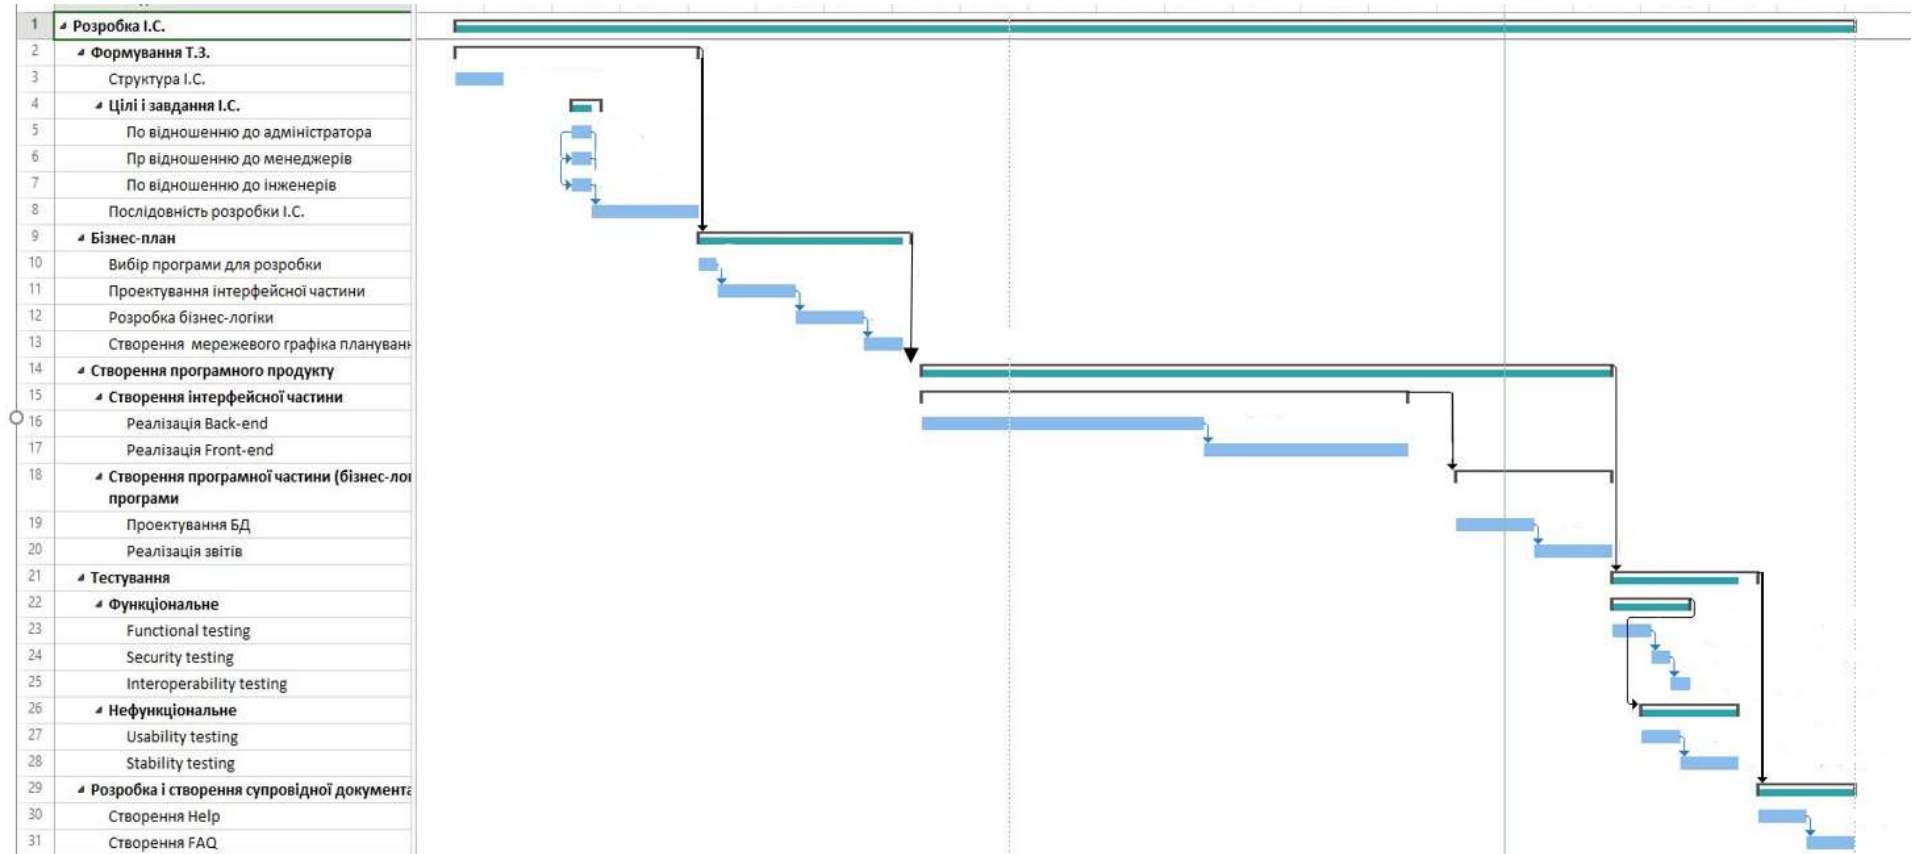 1 Розробка І.С.
2 Формування Т.З.
3 Структура І.С.
4 Цілі і завдання І.С.
5 По відношенню до адміністратора
6 Пр відношенню до менеджерів
7 По відношенню до інженерів
8 Послідовність розробки І.С.
9 Бізнес-план
10 Вибір програми для розробки
11 Проектування інтерфейсної частини
12 Розробка бізнес-логіки
13 Створення мережевого графіка плануванн
14 Створення програмного продукту
15 Створення інтерфейсної частини
16 Реалізація Back-end
17 Реалізація Front-end
18 Створення програмної частини (бізнес-лог
програми
19 Проектування БД
20 Реалізація звітів
21 Тестування
22 Функціональне
23 Functional testing
24 Security testing
25 Interoperability testing
26 Нефункціональне
27 Usability testing
28 Stability testing
29 Розробка і створення супровідної документа
30 Створення Help
31 Створення FAQ